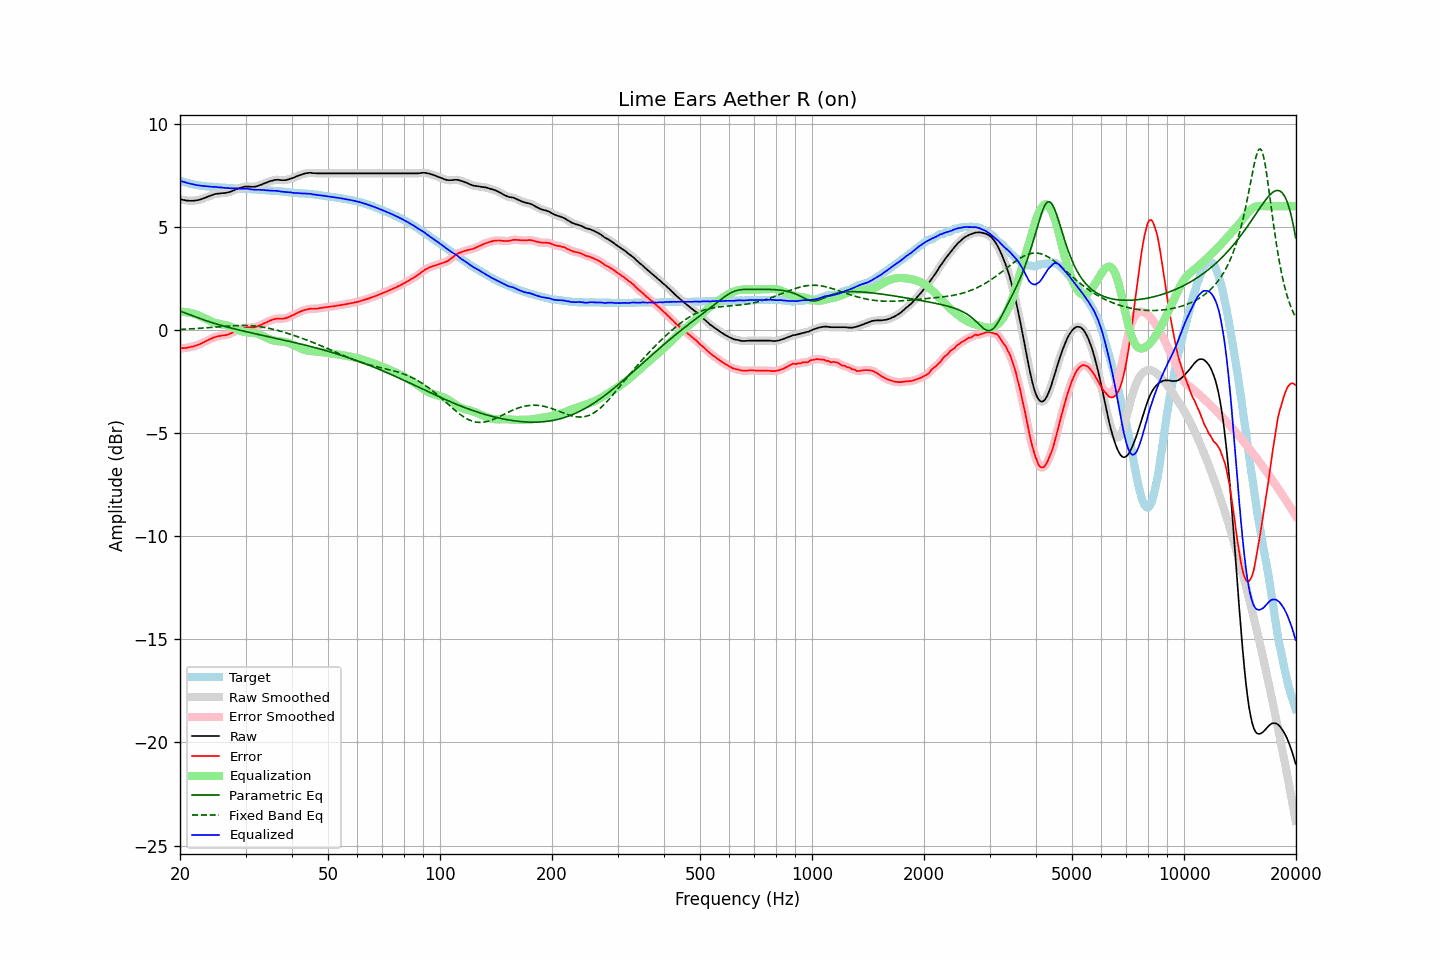 Lime Ears Aether R (on)
10
5
0
−5
−10
−15
−20
−25
Amplitude (dBr)
Target
Raw Smoothed
Error Smoothed
Raw
Error
Equalization
Parametric Eq
Fixed Band Eq
Equalized
20 50 100 200 500 1000 2000 5000 10000 20000
Frequency (Hz)